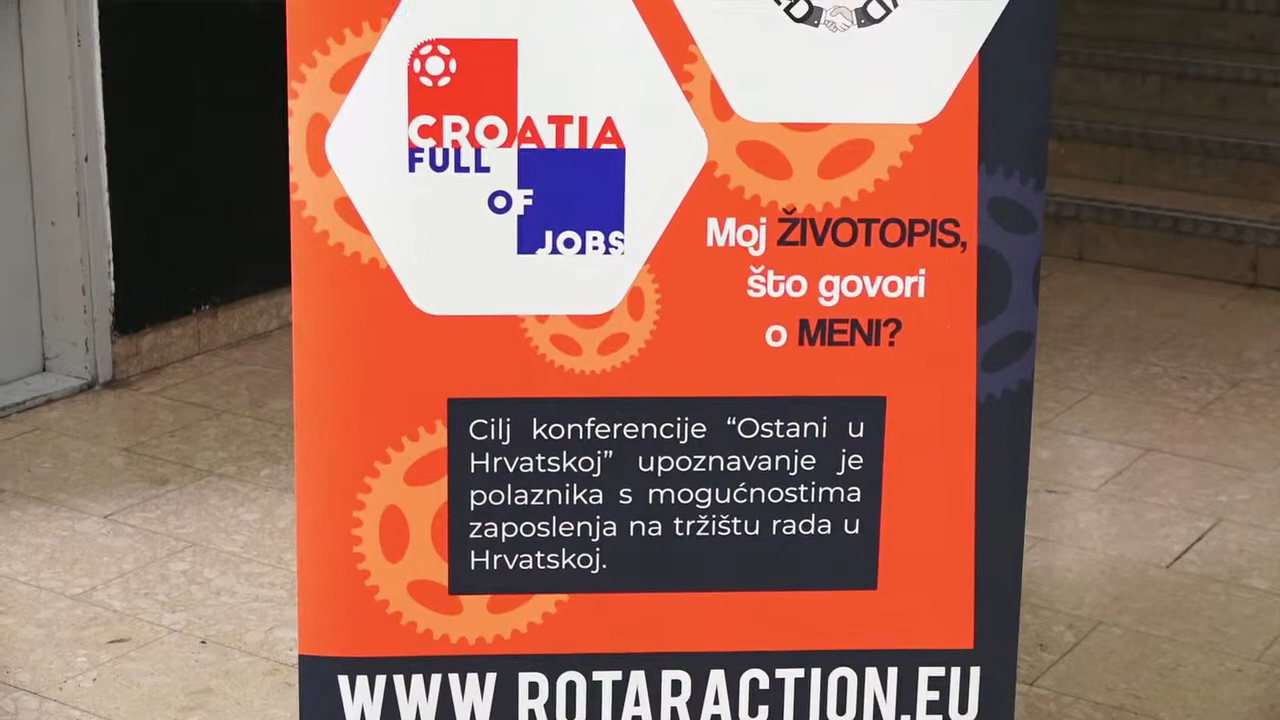 CROATIA
FULL
OF
JOBS
Moj ŽIVOTOPIS,
što govori
o MENI?
Cilj konferencije “Ostani u
Hrvatskoj” upoznavanje je
polaznika s mogućnostima
zaposlenja na tržištu rada u
Hrvatskoj.
WWW.ROTARACTION.EU